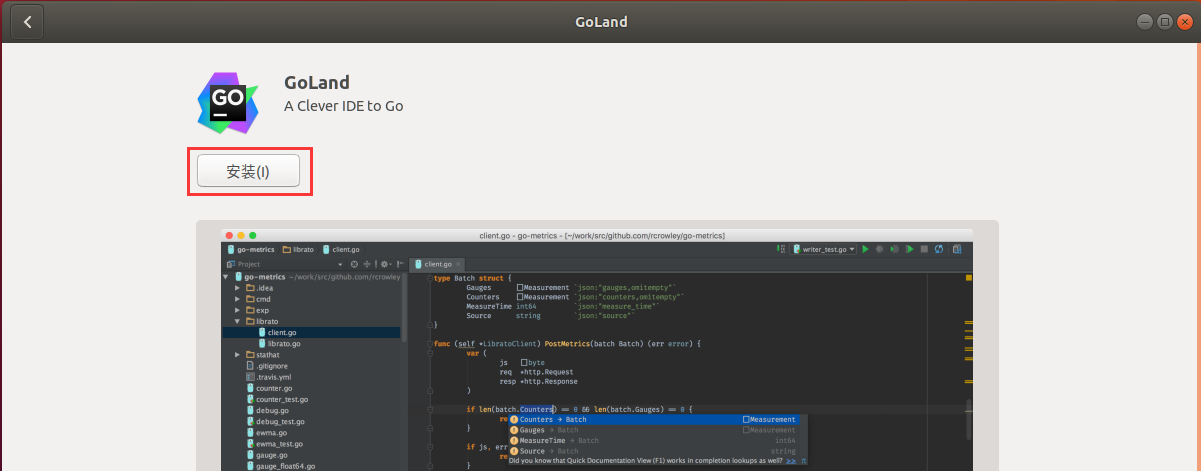 GoLand
GO
GoLand
A Clever IDE to Go
安装(I)
client.go - go-metrics - [~/work/src/github.com/rcrowley/go-metrics]
go-metrics librato client.go writer_test.go
Project client.go
go-metrics ~/work/src/github.com/rcrowley
.idea
cmd
exp
librato
client.go
librato.go
stathat
.gitignore
.travis.yml
counter.go
counter_test.go
debug.go
debug_test.go
ewma.go
ewma_test.go
gauge.go
gauge_float64.go
type Batch struct {
Gauges []Measurement `json:"gauges,omitempty"`
Counters []Measurement `json:"counters,omitempty"`
MeasureTime int64 `json:"measure_time"`
Source string `json:"source"`
}
func (self *LibratoClient) PostMetrics(batch Batch) (err error) {
var (
js []byte
req *http.Request
resp *http.Response
)
if len(batch.Counters) == 0 && len(batch.Gauges) == 0 {
re
}
if js, err
re
}
Counters → Batch []Measurement
Gauges → Batch []Measurement
MeasureTime → Batch int64
Source → Batch string
Did you know that Quick Documentation View (F1) works in completion lookups as well? >> π